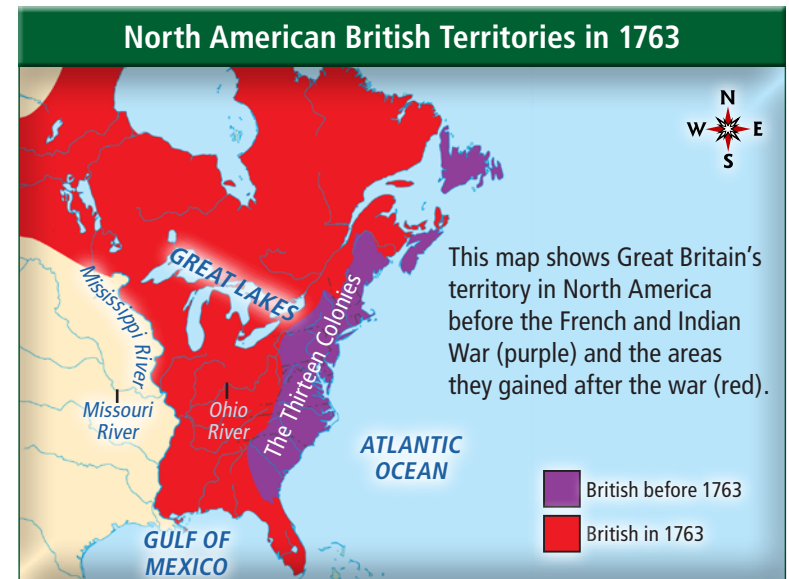 North American British Territories in 1763
N
W E
S
GREAT LAKES
This map shows Great Britain’s
territory in North America
before the French and Indian
War (purple) and the areas
they gained after the war (red).
Mississippi River
The Thirteen Colonies
Missouri
River
Ohio
River
ATLANTIC
OCEAN
British before 1763
British in 1763
GULF OF
MEXICO